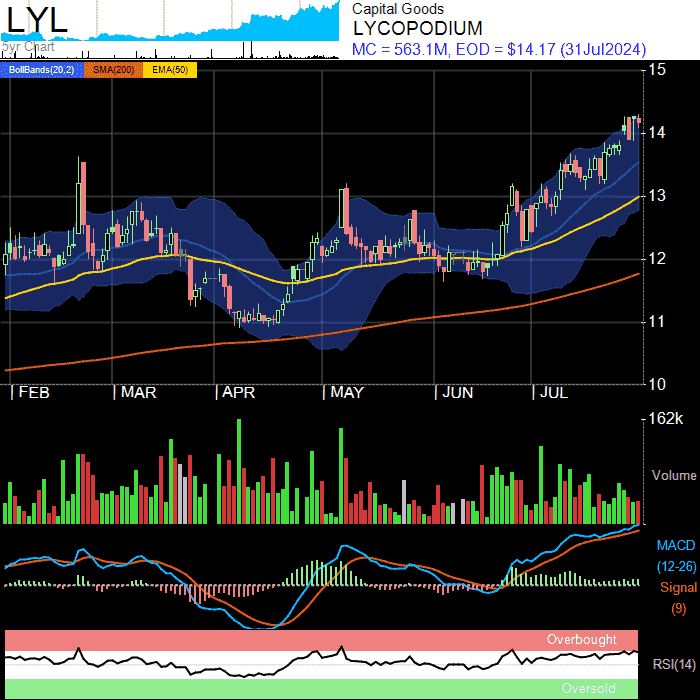 LYL
5yr Chart
Capital Goods
LYCOPODIUM
MC = 563.1M, EOD = $14.17 (31Jul2024)
BollBands(20,2) SMA(200) EMA(50)
15
14
13
12
11
10
FEB MAR APR MAY JUN JUL
162k
Volume
MACD
(12-26)
Signal
(9)
Overbought
RSI(14)
Oversold